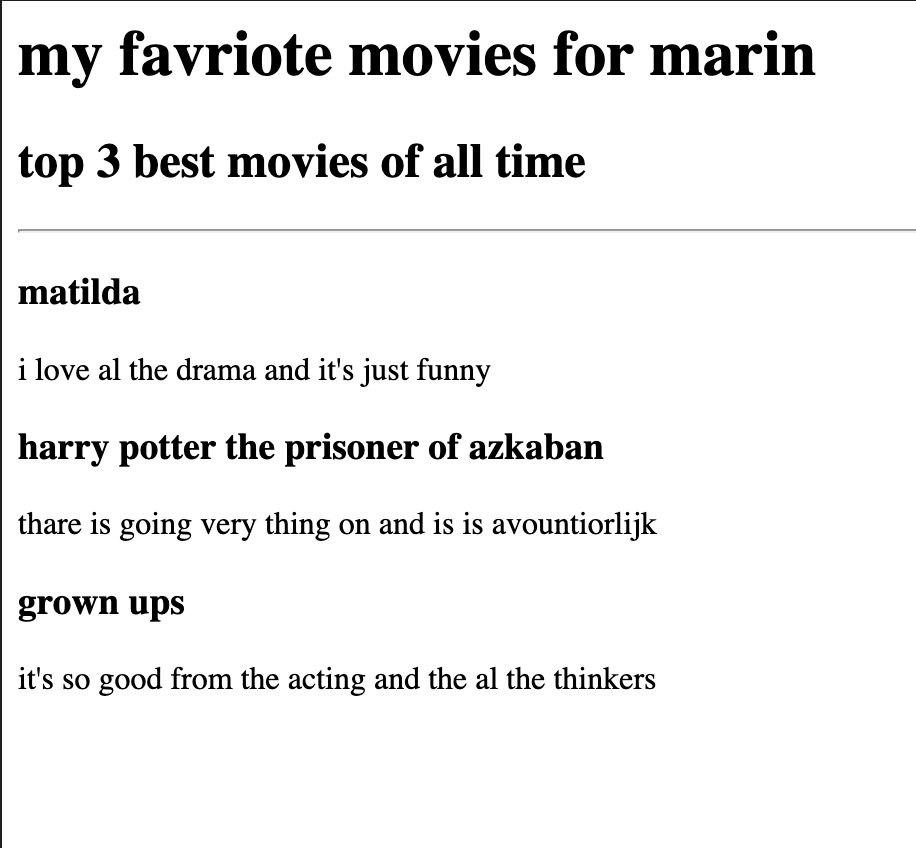 my favriote movies for marin
top 3 best movies of all time
matilda
i love al the drama and it's just funny
harry potter the prisoner of azkaban
thare is going very thing on and is is avountiorlijk
grown ups
it's so good from the acting and the al the thinkers